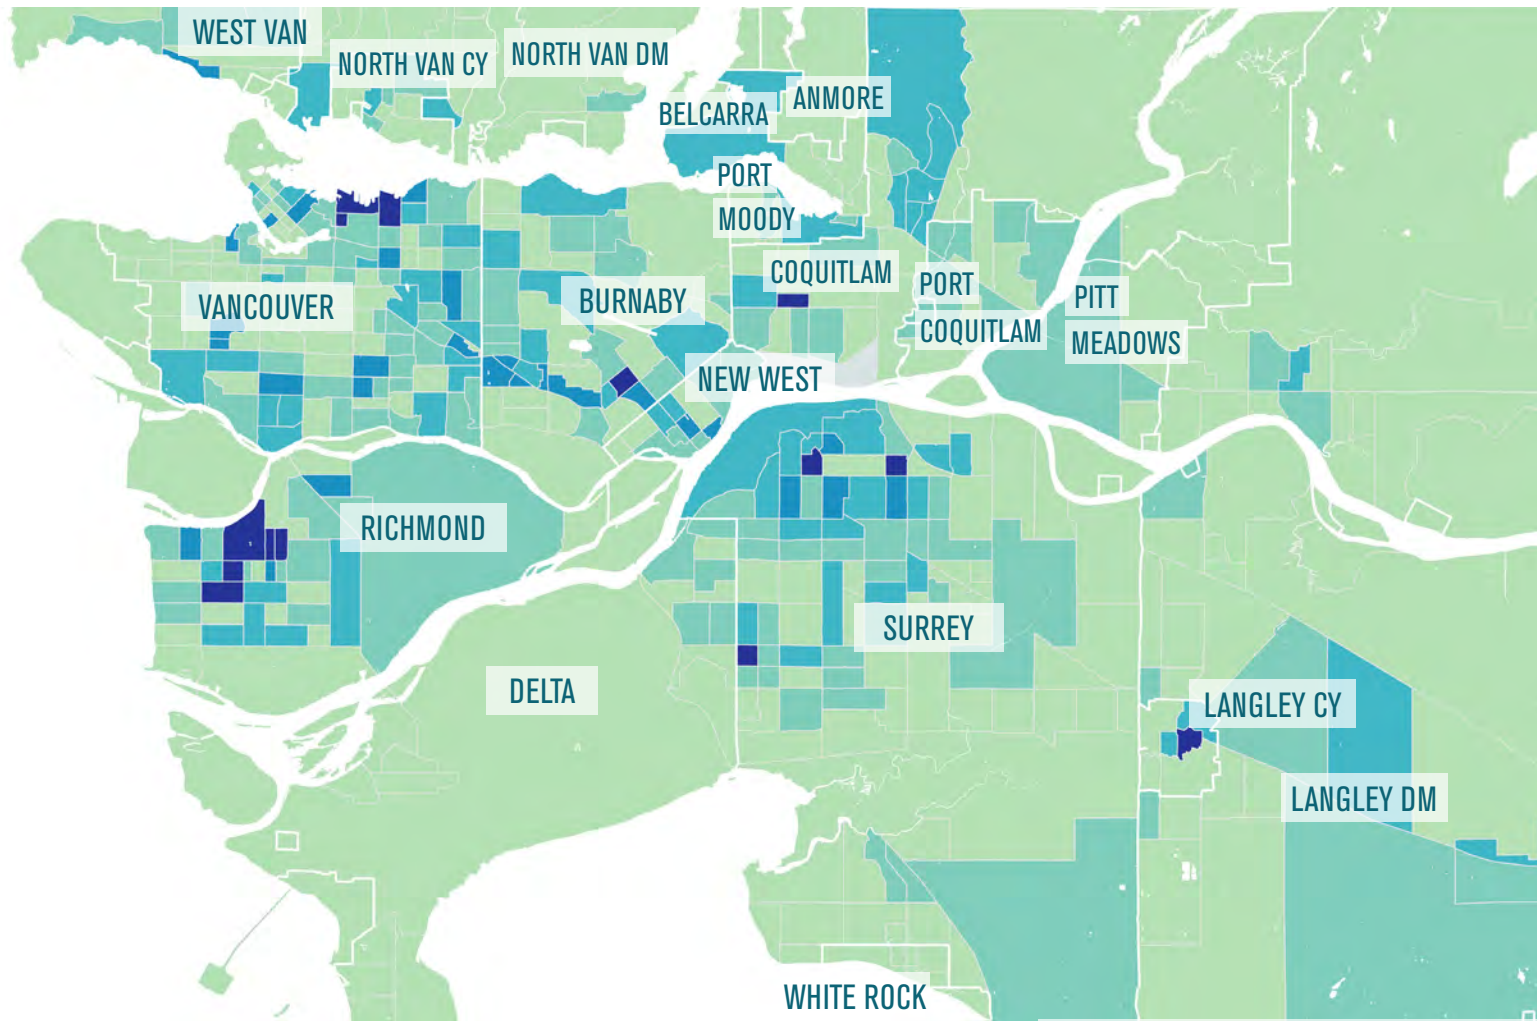 WEST VAN
NORTH VAN CY
NORTH VAN DM
BELCARRA
ANMORE
PORT
MOODY
COQUITLAM
PORT
COQUITLAM
PITT
MEADOWS
VANCOUVER
BURNABY
NEW WEST
RICHMOND
SURREY
DELTA
LANGLEY CY
LANGLEY DM
WHITE ROCK